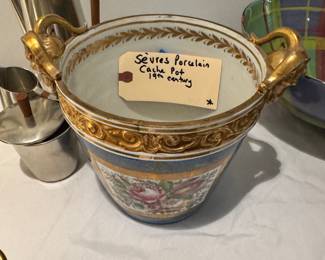 Sèvres Porcelain
Cache Pot
19th century